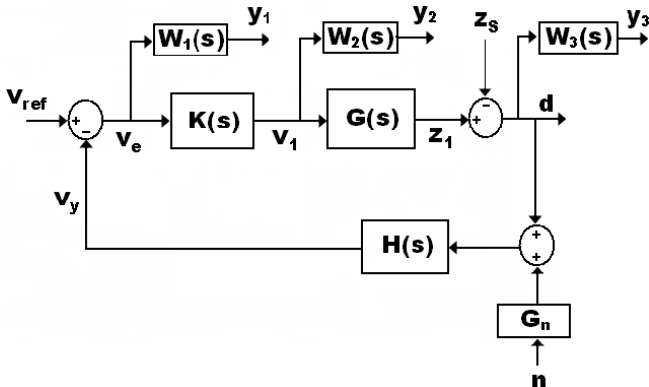 y1 y2 zS y3
W1(s) W2(s) W3(s)
vref + - ve K(s) v1 G(s) z1 + - d
vy
H(s)
+
+
Gn
n